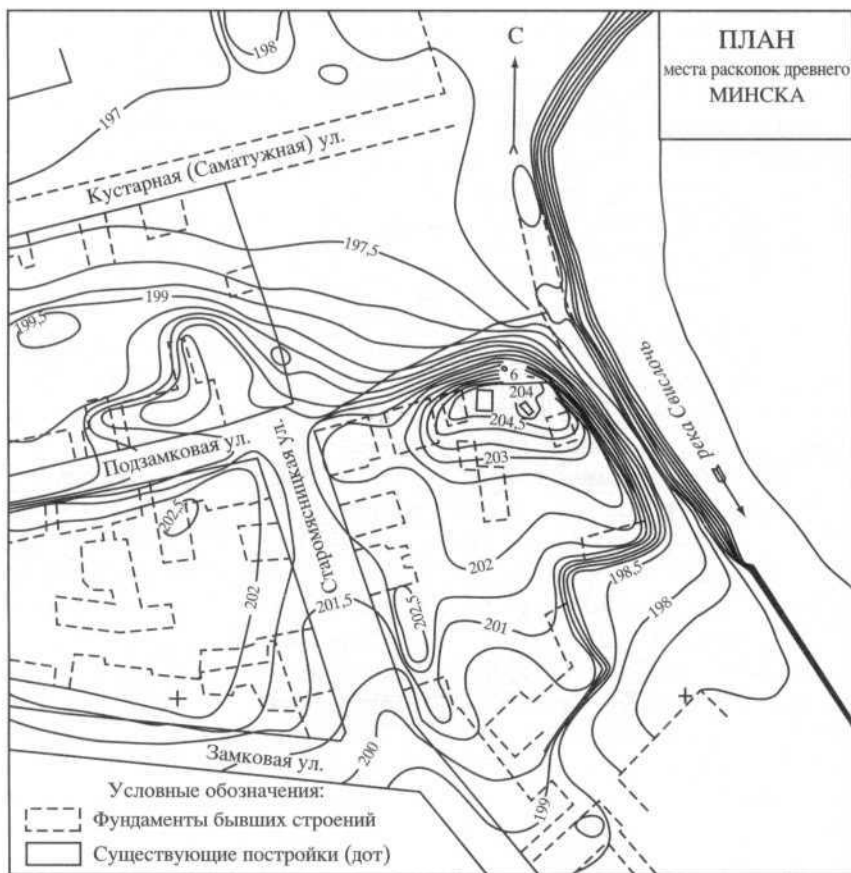 ПЛАН
места раскопок древнего
МИНСКА
С
198
197
Кустарная (Саматужная) ул.
197,5
199
199,5
6
204
204,5
203
река Свислочь
Подзамковая ул.
Старомясницкая ул.
202,5
202
202
198,5
201,5
202,5
201
198
200
Замковая ул.
199
Условные обозначения:
Фундаменты бывших строений
Существующие постройки (дот)